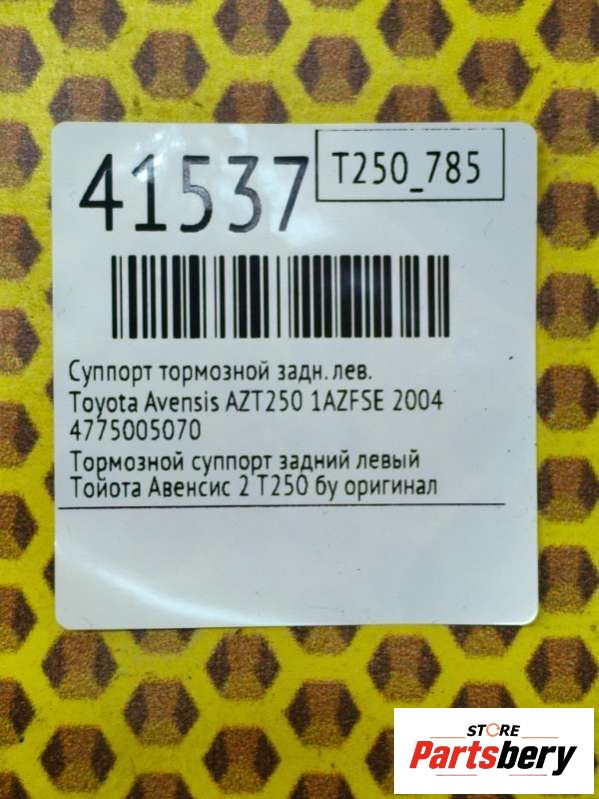 41537
T250_785
Суппорт тормозной задн. лев.
Toyota Avensis AZT250 1AZFSE 2004
4775005070
Тормозной суппорт задний левый
Тойота Авенсис 2 Т250 бу оригинал
STORE
Partsbery